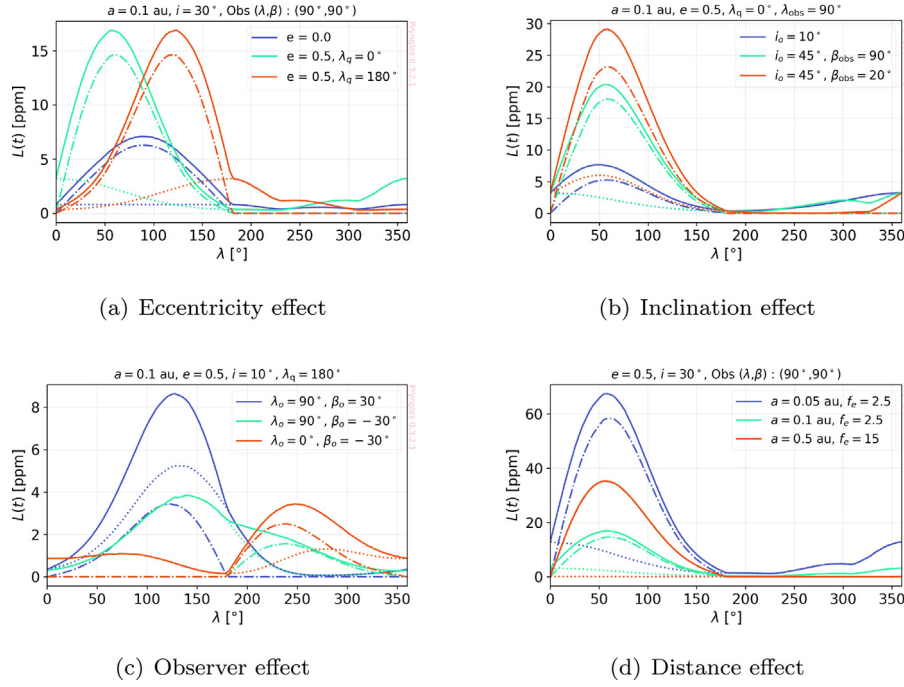 a = 0.1 au, i = 30°, Obs (λ,β) : (90°,90°)
L(t) [ppm]
15
10
5
0
e = 0.0
e = 0.5, λq = 0°
e = 0.5, λq = 180°
0 50 100 150 200 250 300 350
λ [°]
(a) Eccentricity effect
a = 0.1 au, e = 0.5, λq = 0°, λobs = 90°
L(t) [ppm]
30
25
20
15
10
5
0
io = 10°
io = 45°, βobs = 90°
io = 45°, βobs = 20°
0 50 100 150 200 250 300 350
λ [°]
(b) Inclination effect
a = 0.1 au, e = 0.5, i = 10°, λq = 180°
L(t) [ppm]
8
6
4
2
0
λo = 90°, βo = 30°
λo = 90°, βo = −30°
λo = 0°, βo = −30°
0 50 100 150 200 250 300 350
λ [°]
(c) Observer effect
e = 0.5, i = 30°, Obs (λ,β) : (90°,90°)
L(t) [ppm]
60
40
20
0
a = 0.05 au, fe = 2.5
a = 0.1 au, fe = 2.5
a = 0.5 au, fe = 15
0 50 100 150 200 250 300 350
λ [°]
(d) Distance effect